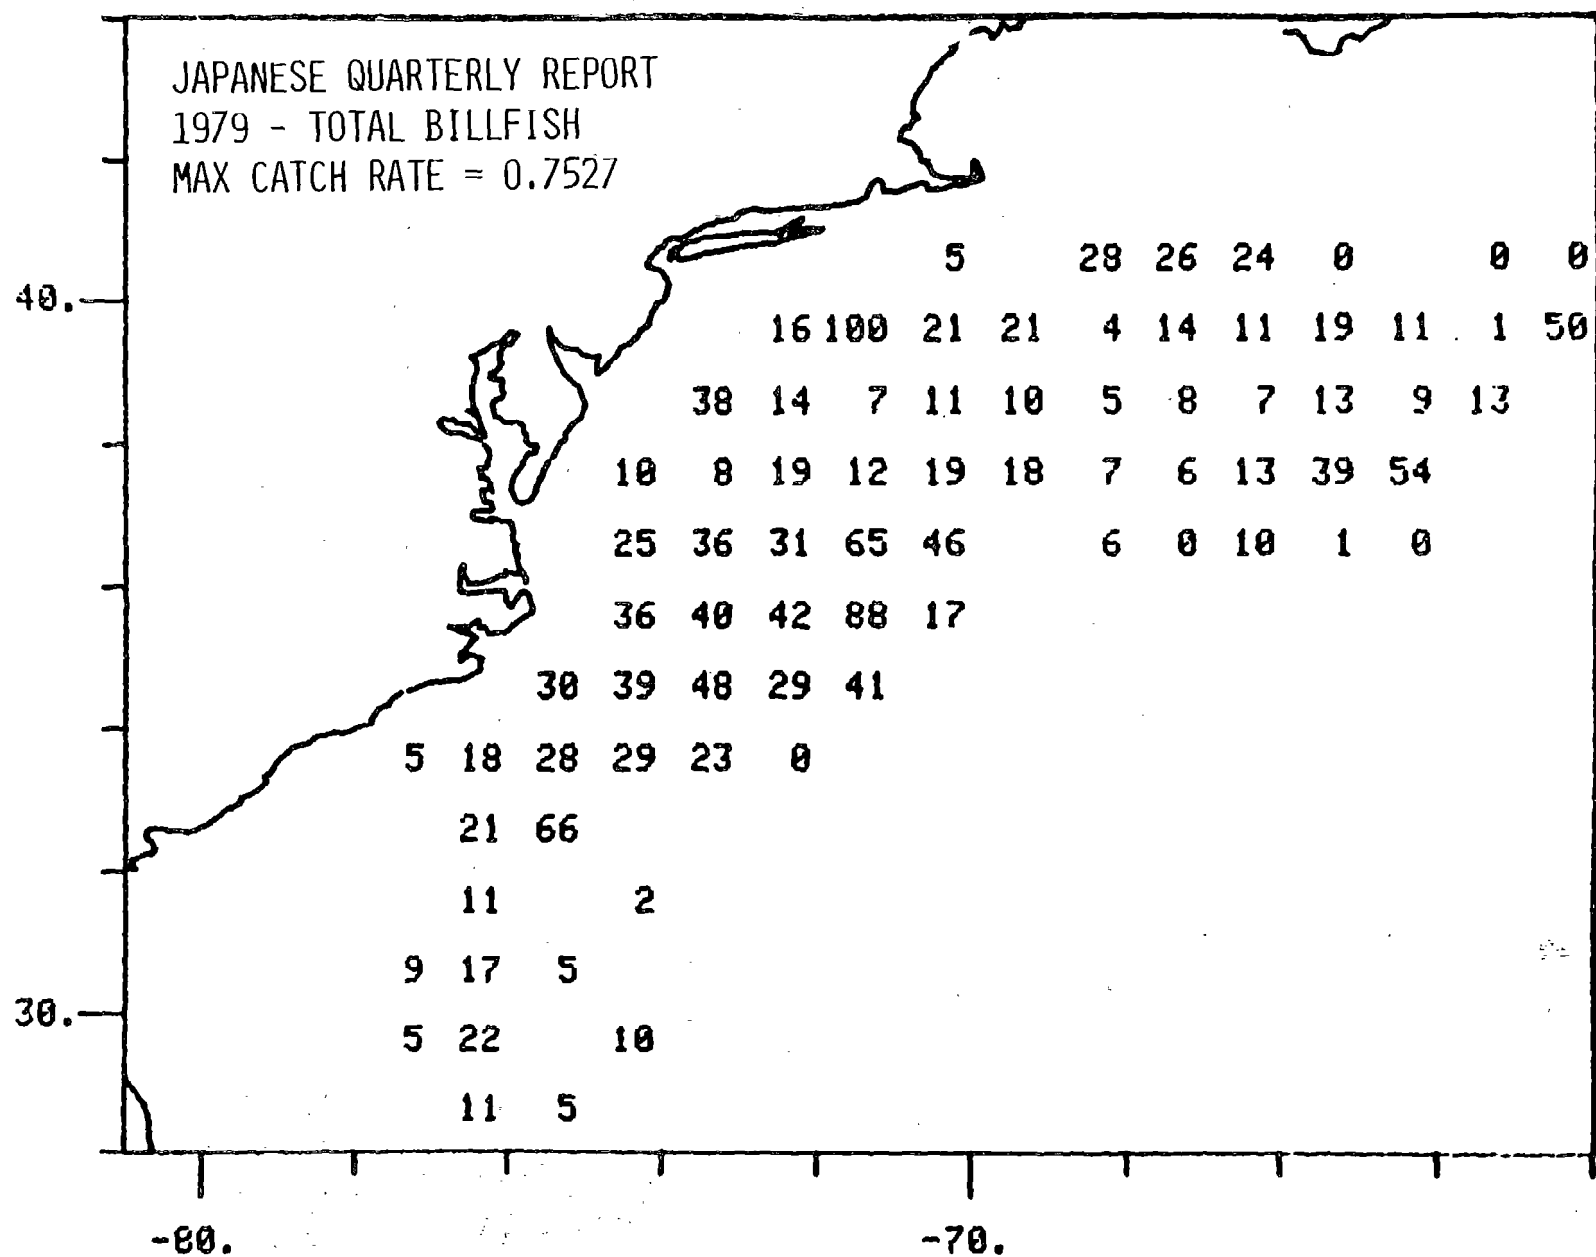 JAPANESE QUARTERLY REPORT
1979 - TOTAL BILLFISH
MAX CATCH RATE = 0.7527
5 28 26 24 0 0 0
40.
16 100 21 21 4 14 11 19 11 1 50
38 14 7 11 10 5 8 7 13 9 13
10 8 19 12 19 18 7 6 13 39 54
25 36 31 65 46 6 0 10 1 0
36 40 42 88 17
30 39 48 29 41
5 18 28 29 23 0
21 66
11 2
9 17 5
30.
5 22 10
11 5
-80. -70.